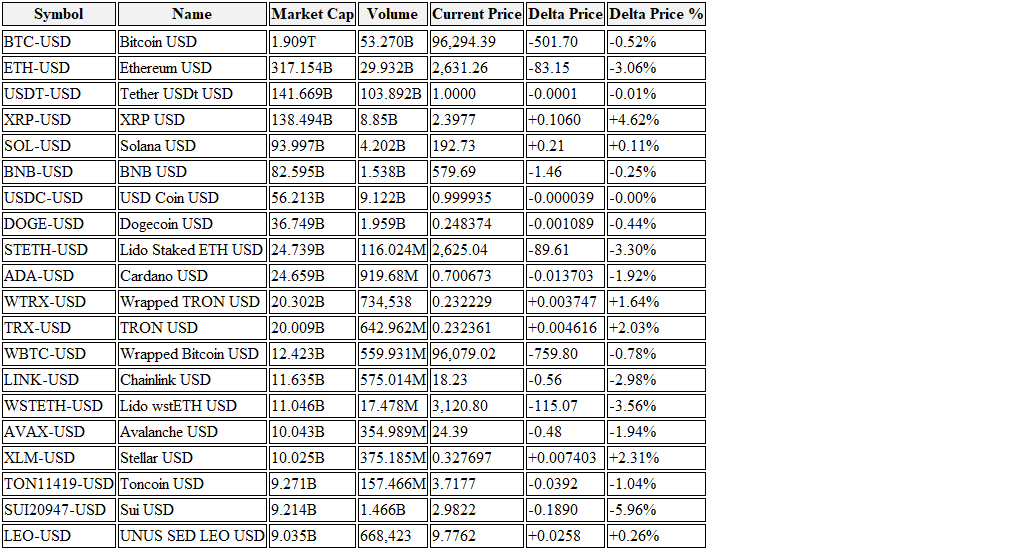 Symbol Name Market Cap Volume Current Price Delta Price Delta Price %
BTC-USD Bitcoin USD 1.909T 53.270B 96,294.39 -501.70 -0.52%
ETH-USD Ethereum USD 317.154B 29.932B 2,631.26 -83.15 -3.06%
USDT-USD Tether USDt USD 141.669B 103.892B 1.0000 -0.0001 -0.01%
XRP-USD XRP USD 138.494B 8.85B 2.3977 +0.1060 +4.62%
SOL-USD Solana USD 93.997B 4.202B 192.73 +0.21 +0.11%
BNB-USD BNB USD 82.595B 1.538B 579.69 -1.46 -0.25%
USDC-USD USD Coin USD 56.213B 9.122B 0.999935 -0.000039 -0.00%
DOGE-USD Dogecoin USD 36.749B 1.959B 0.248374 -0.001089 -0.44%
STETH-USD Lido Staked ETH USD 24.739B 116.024M 2,625.04 -89.61 -3.30%
ADA-USD Cardano USD 24.659B 919.68M 0.700673 -0.013703 -1.92%
WTRX-USD Wrapped TRON USD 20.302B 734,538 0.232229 +0.003747 +1.64%
TRX-USD TRON USD 20.009B 642.962M 0.232361 +0.004616 +2.03%
WBTC-USD Wrapped Bitcoin USD 12.423B 559.931M 96,079.02 -759.80 -0.78%
LINK-USD Chainlink USD 11.635B 575.014M 18.23 -0.56 -2.98%
WSTETH-USD Lido wstETH USD 11.046B 17.478M 3,120.80 -115.07 -3.56%
AVAX-USD Avalanche USD 10.043B 354.989M 24.39 -0.48 -1.94%
XLM-USD Stellar USD 10.025B 375.185M 0.327697 +0.007403 +2.31%
TON11419-USD Toncoin USD 9.271B 157.466M 3.7177 -0.0392 -1.04%
SUI20947-USD Sui USD 9.214B 1.466B 2.9822 -0.1890 -5.96%
LEO-USD UNUS SED LEO USD 9.035B 668,423 9.7762 +0.0258 +0.26%